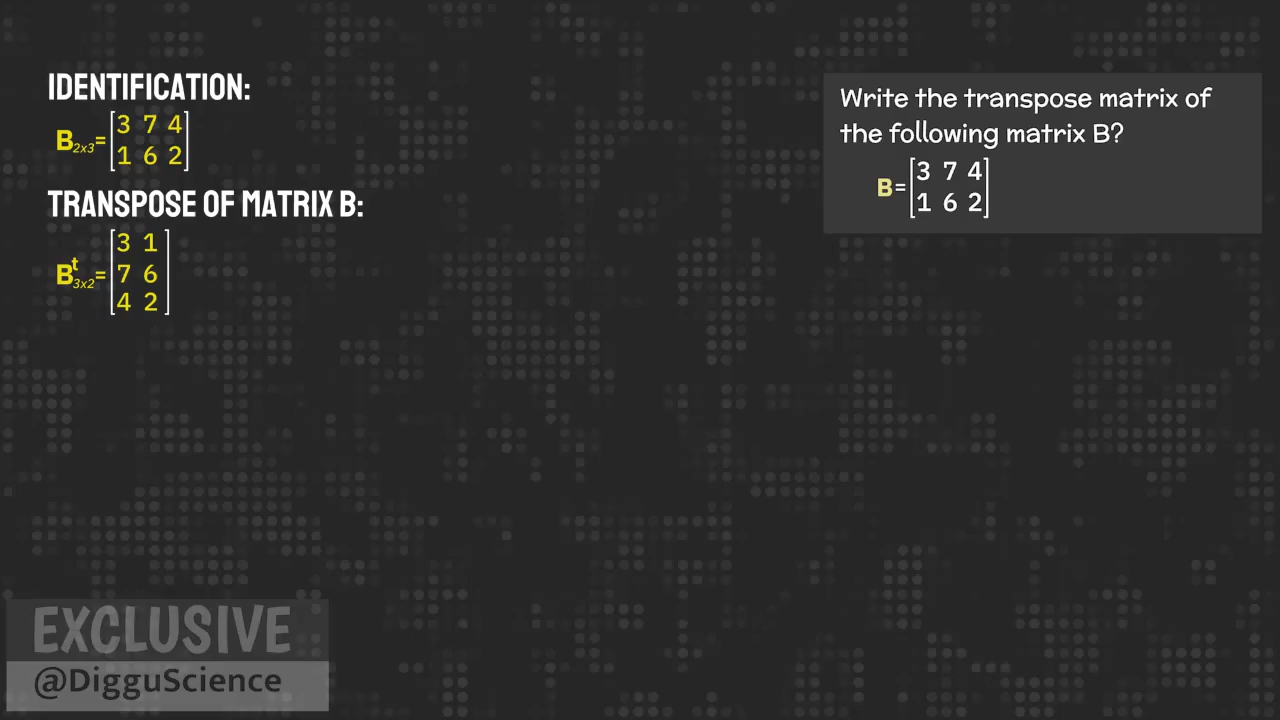 IDENTIFICATION:
B2x3=[3 7 4]
[1 6 2]
TRANSPOSE OF MATRIX B:
Bt3x2=[3 1]
[7 6]
[4 2]
Write the transpose matrix of
the following matrix B?
B=[3 7 4]
[1 6 2]
EXCLUSIVE
@DigguScience